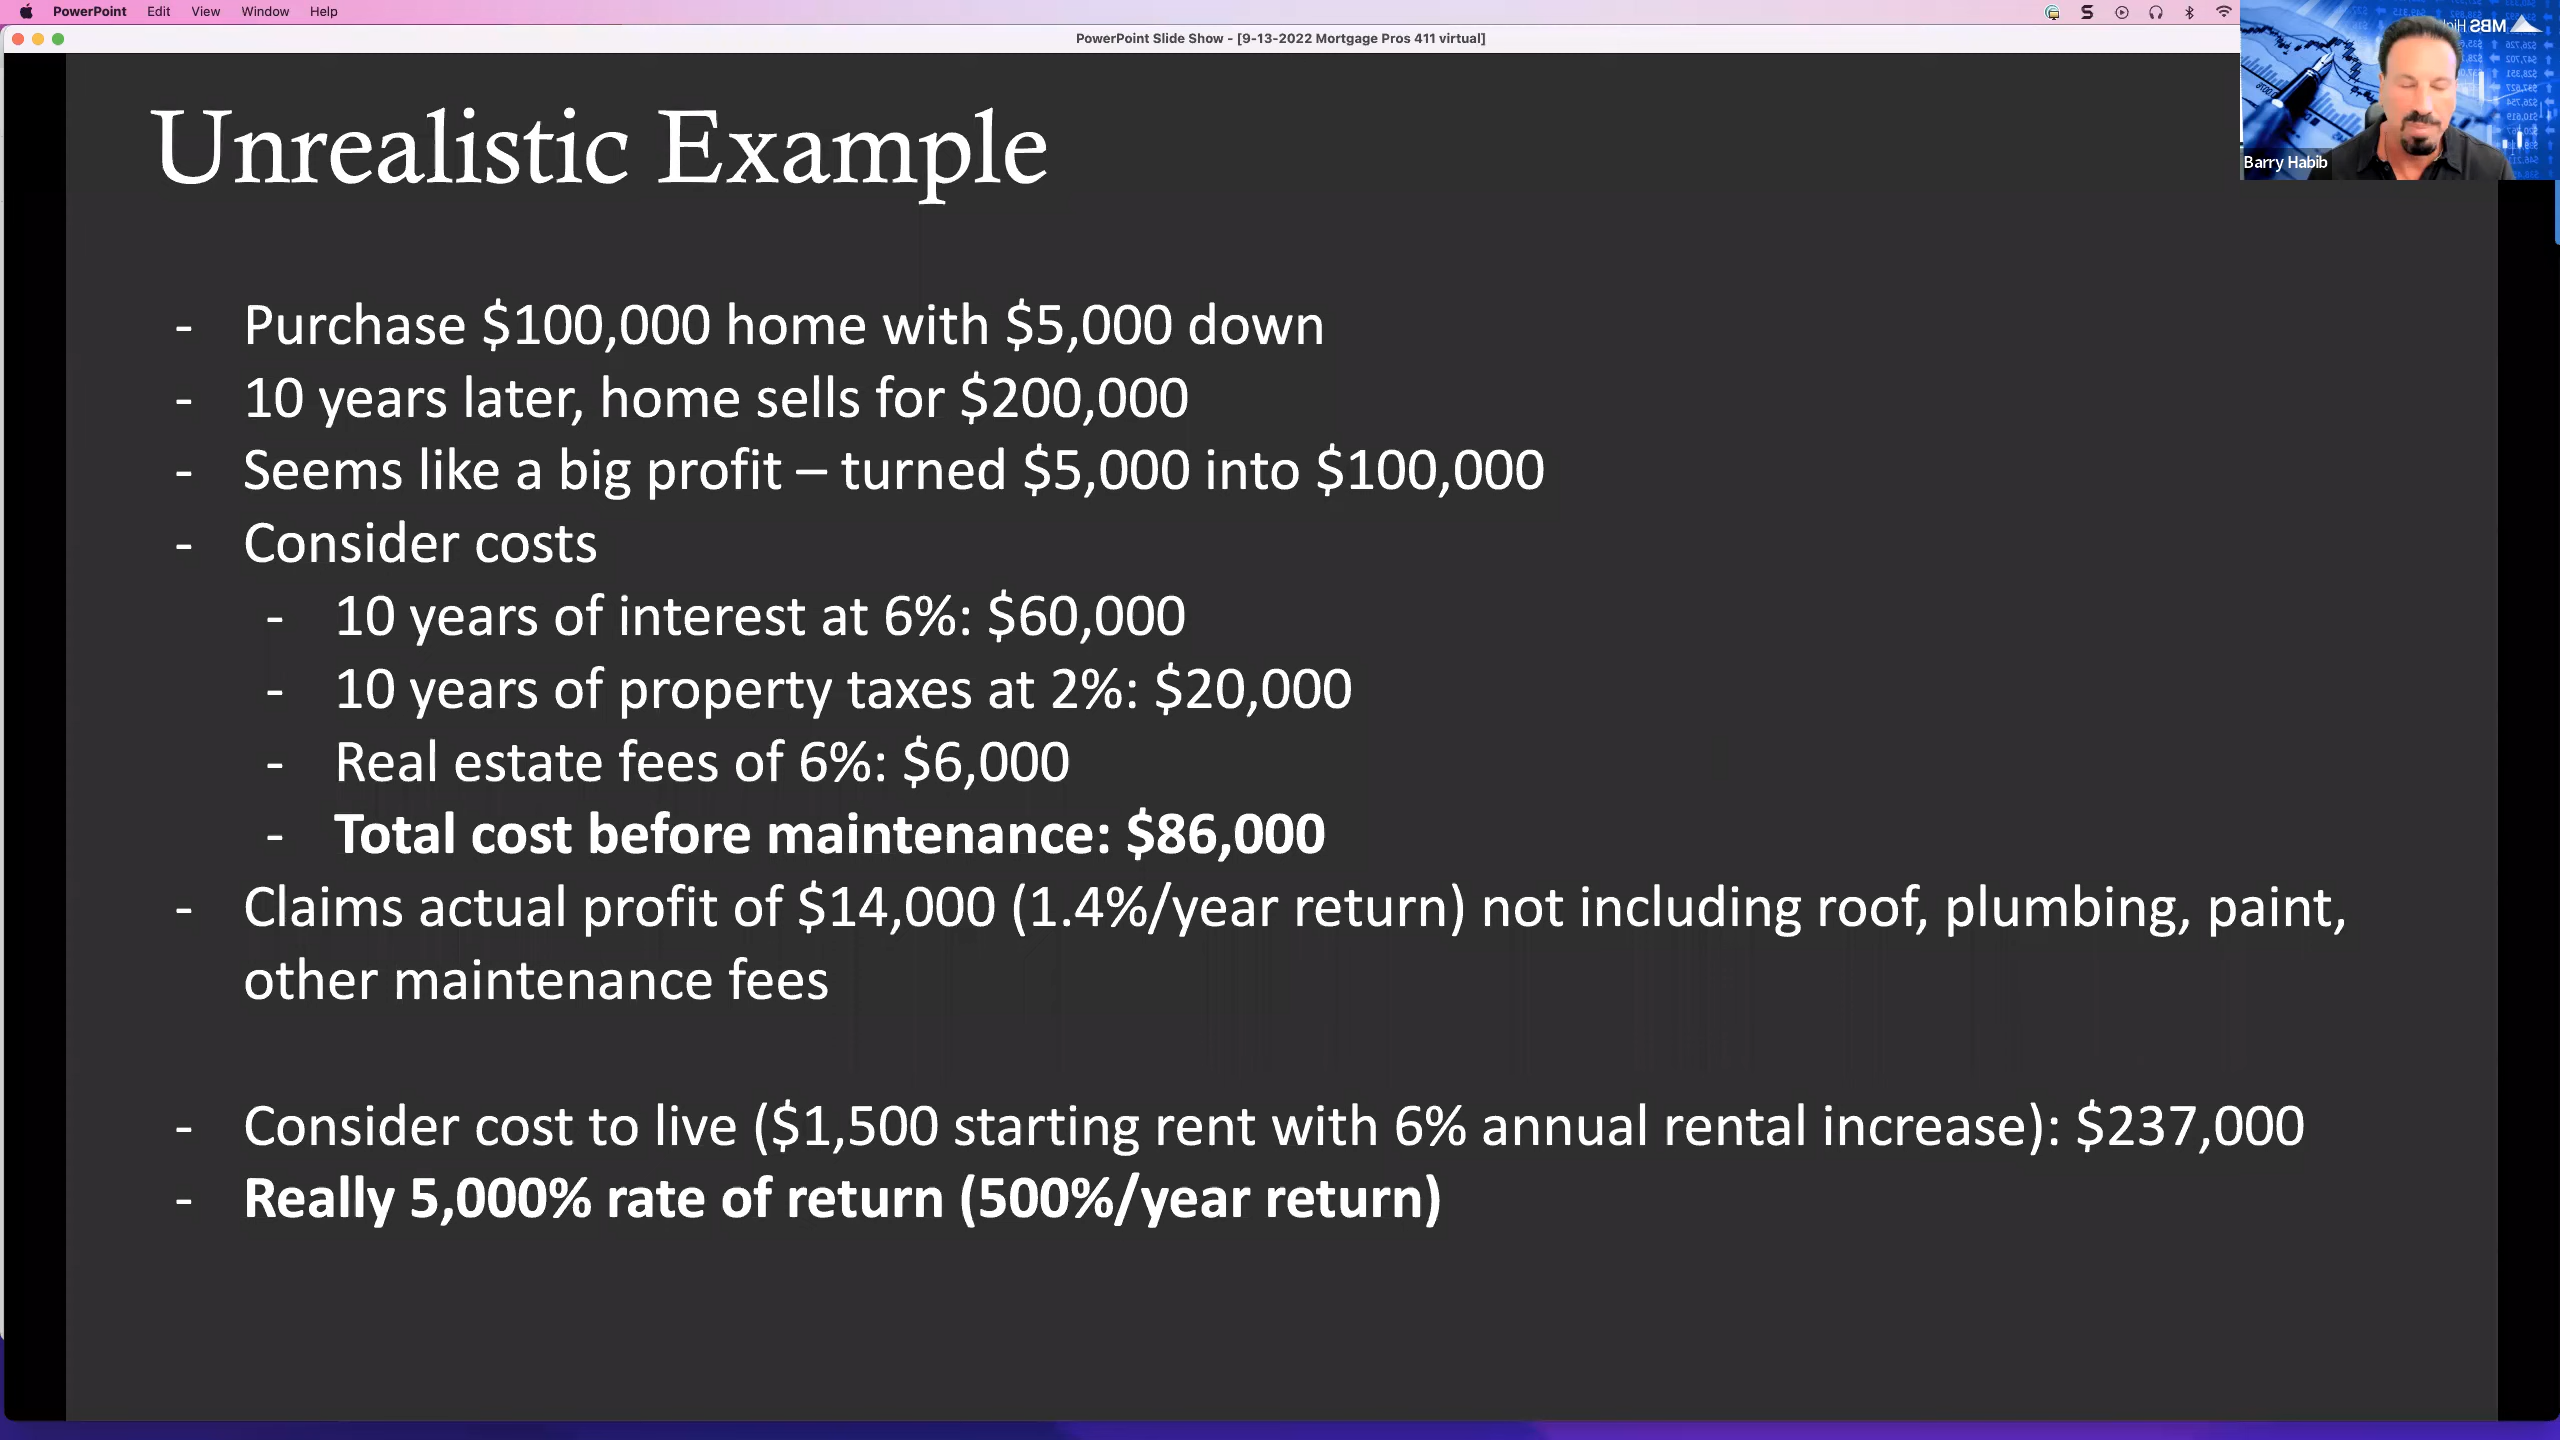 PowerPoint Edit View Window Help
PowerPoint Slide Show - [9-13-2022 Mortgage Pros 411 virtual]
MBS
Barry Habib
Unrealistic Example
- Purchase $100,000 home with $5,000 down
- 10 years later, home sells for $200,000
- Seems like a big profit – turned $5,000 into $100,000
- Consider costs
- 10 years of interest at 6%: $60,000
- 10 years of property taxes at 2%: $20,000
- Real estate fees of 6%: $6,000
- Total cost before maintenance: $86,000
- Claims actual profit of $14,000 (1.4%/year return) not including roof, plumbing, paint,
other maintenance fees
- Consider cost to live ($1,500 starting rent with 6% annual rental increase): $237,000
- Really 5,000% rate of return (500%/year return)